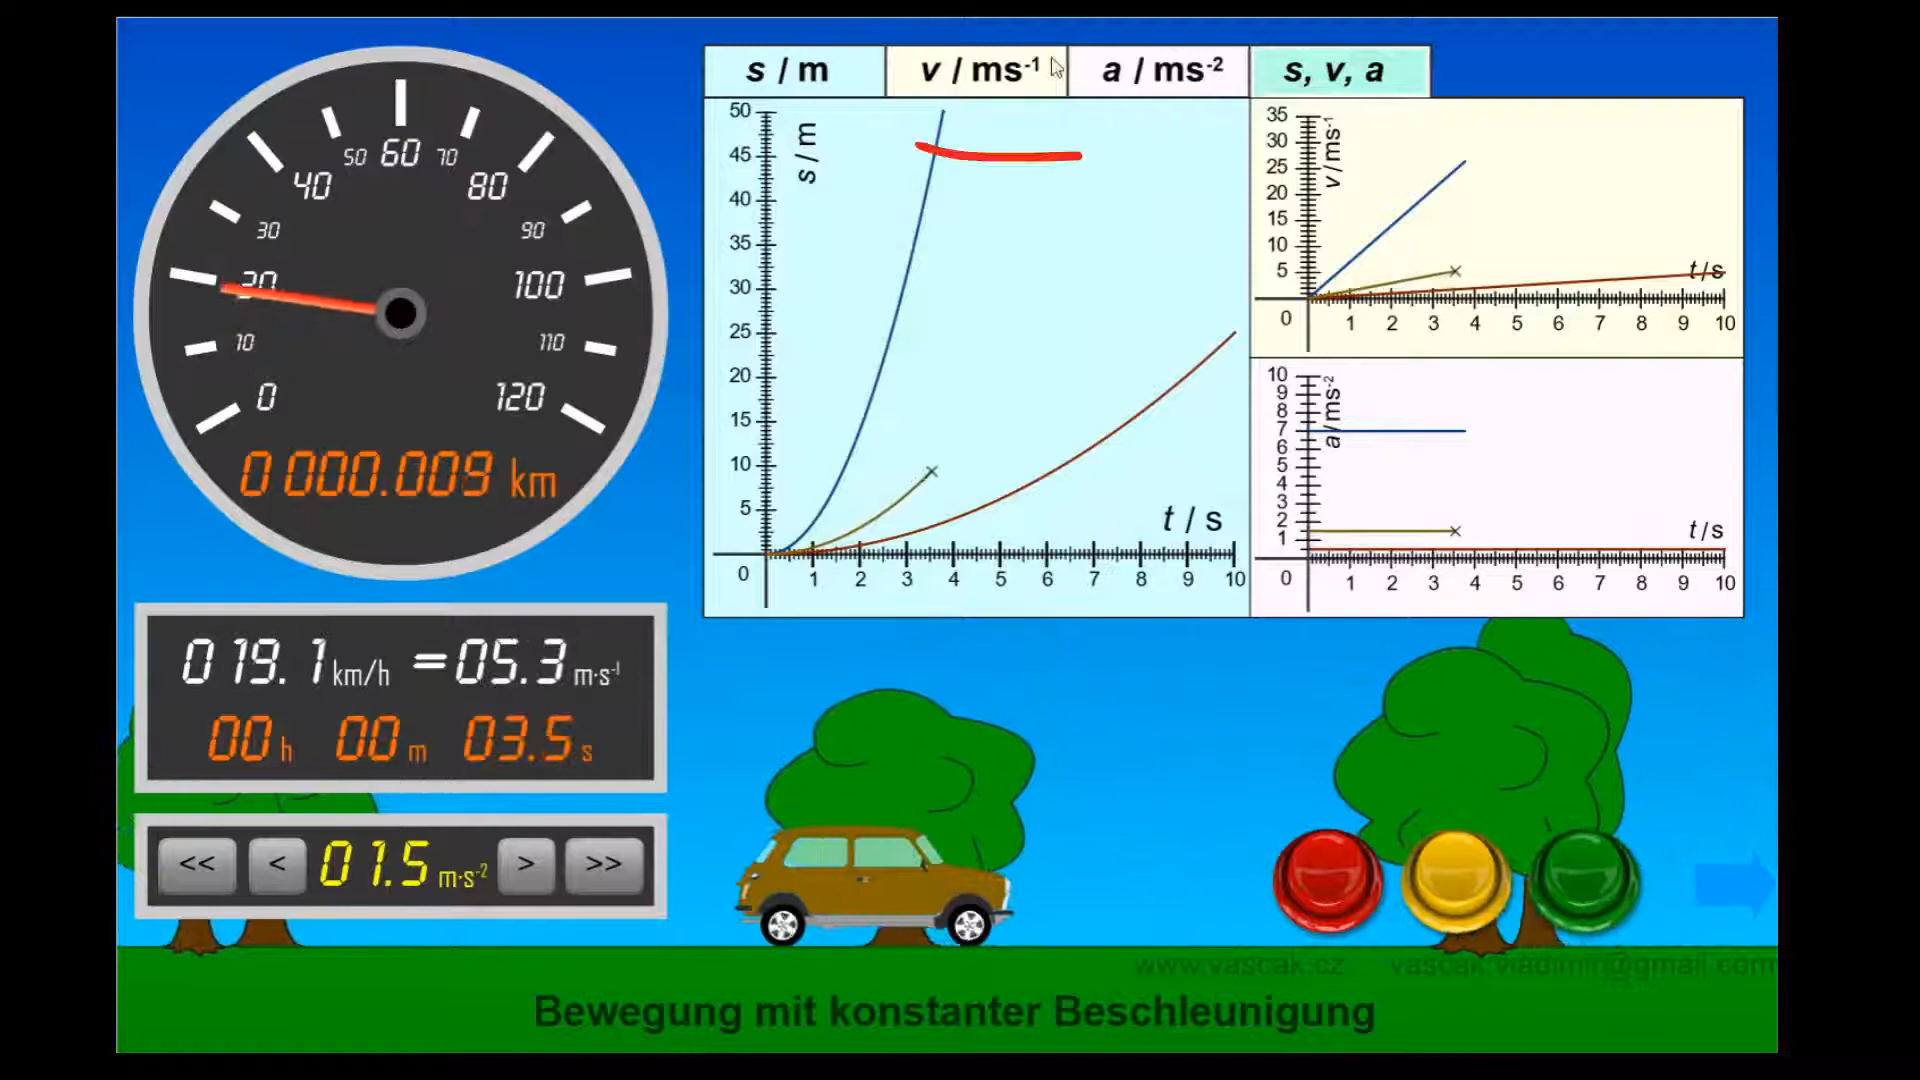 s / m
v / ms-1
a / ms-2
s, v, a
0 10 20 30 40 50 60 70 80 90 100 110 120
0 000.009 km
019.1 km/h = 05.3 m·s-1
00 h 00 m 03.5 s
<< < 01.5 m·s-2 > >>
s / m
50
45
40
35
30
25
20
15
10
5
t / s
0 1 2 3 4 5 6 7 8 9 10
v / ms-1
35
30
25
20
15
10
5
t / s
0 1 2 3 4 5 6 7 8 9 10
a / ms-2
10
9
8
7
6
5
4
3
2
1
t / s
0 1 2 3 4 5 6 7 8 9 10
www.vascak.cz vascak.vladimir@gmail.com
Bewegung mit konstanter Beschleunigung